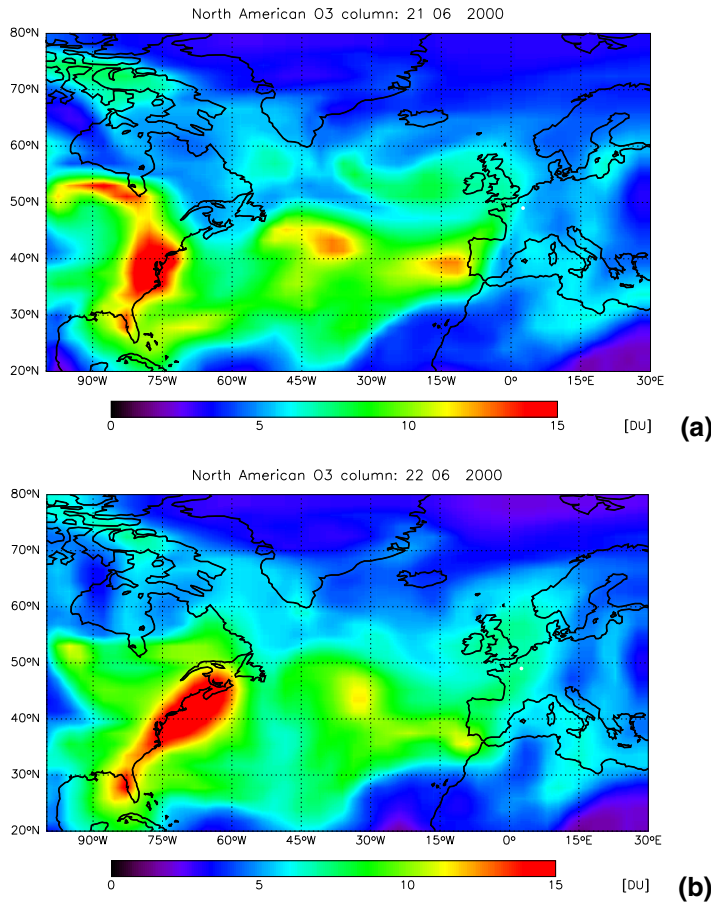 North American O3 column: 21 06 2000
80°N
70°N
60°N
50°N
40°N
30°N
20°N
90°W 75°W 60°W 45°W 30°W 15°W 0° 15°E 30°E
0 5 10 15 [DU]
(a)
North American O3 column: 22 06 2000
80°N
70°N
60°N
50°N
40°N
30°N
20°N
90°W 75°W 60°W 45°W 30°W 15°W 0° 15°E 30°E
0 5 10 15 [DU]
(b)